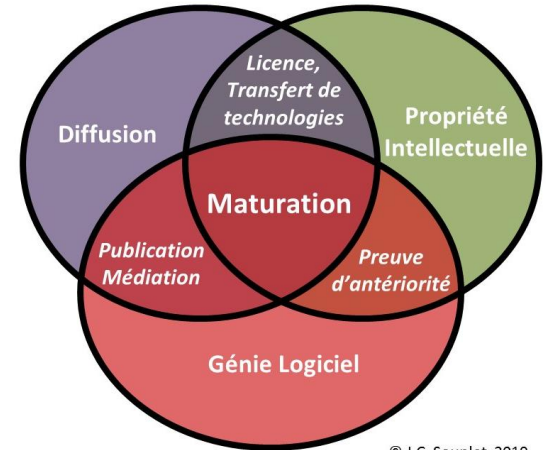 Licence,
Transfert de
technologies
Diffusion
Propriété
Intellectuelle
Maturation
Publication
Médiation
Preuve
d'antériorité
Génie Logiciel